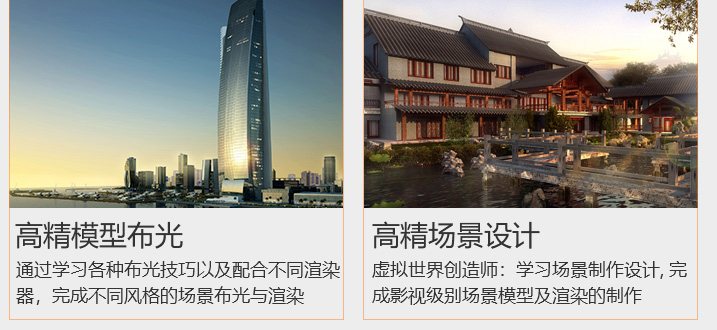 高精模型布光
通过学习各种布光技巧以及配合不同渲染
器，完成不同风格的场景布光与渲染
高精场景设计
虚拟世界创造师：学习场景制作设计, 完
成影视级别场景模型及渲染的制作